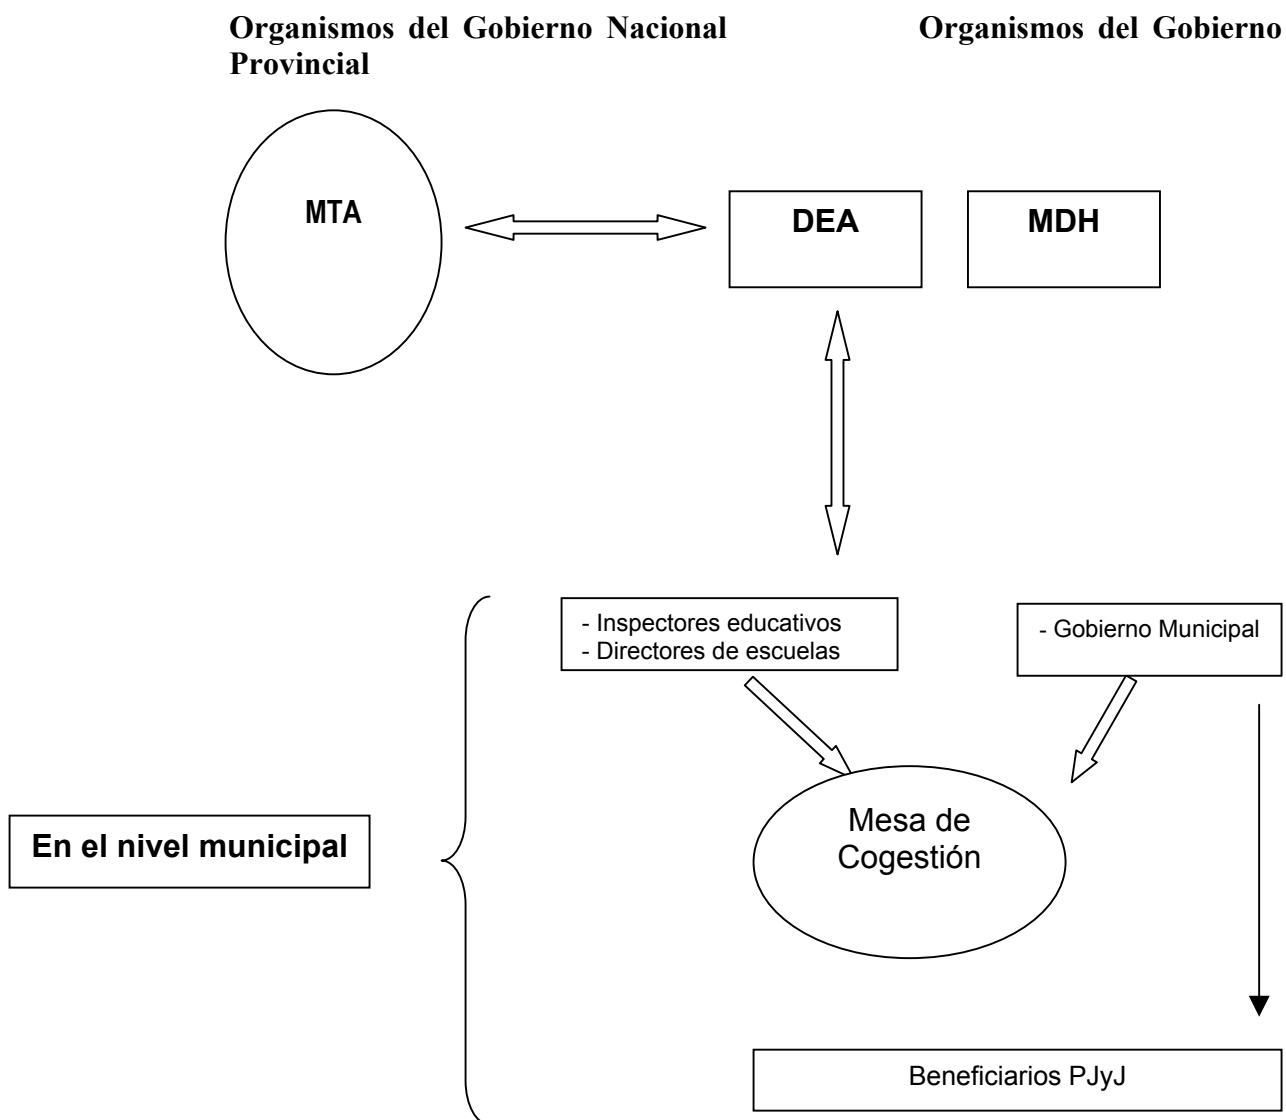 Organismos del Gobierno Nacional Organismos del Gobierno
Provincial
MTA
DEA
MDH
- Inspectores educativos
- Directores de escuelas
- Gobierno Municipal
Mesa de
Cogestión
En el nivel municipal
Beneficiarios PJyJ